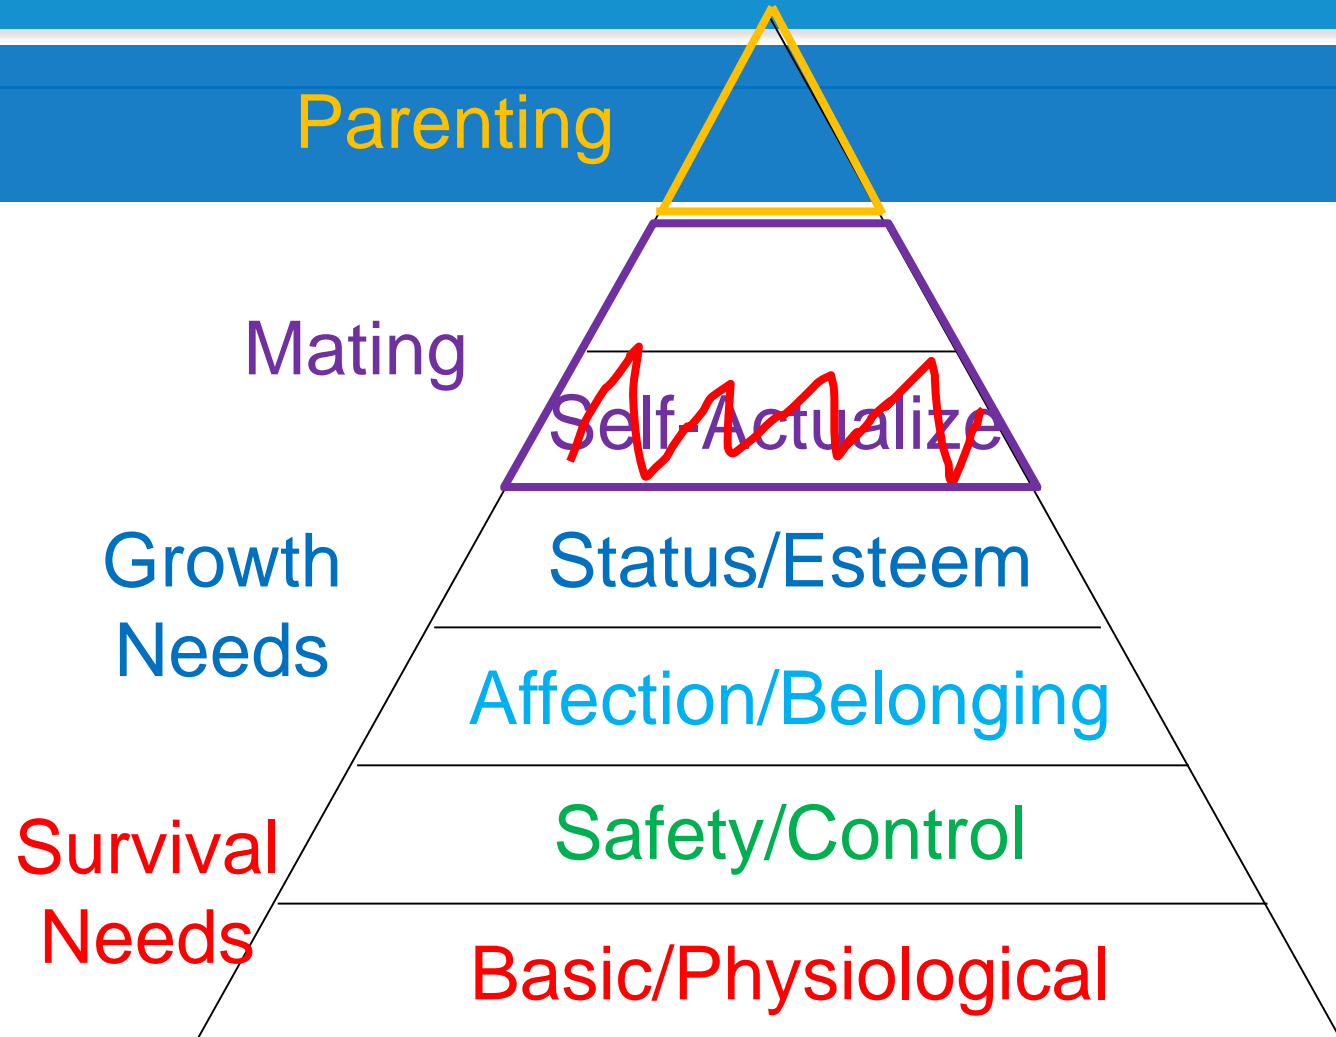 Parenting
Mating
Self-Actualize
Growth
Needs
Status/Esteem
Affection/Belonging
Survival
Needs
Safety/Control
Basic/Physiological